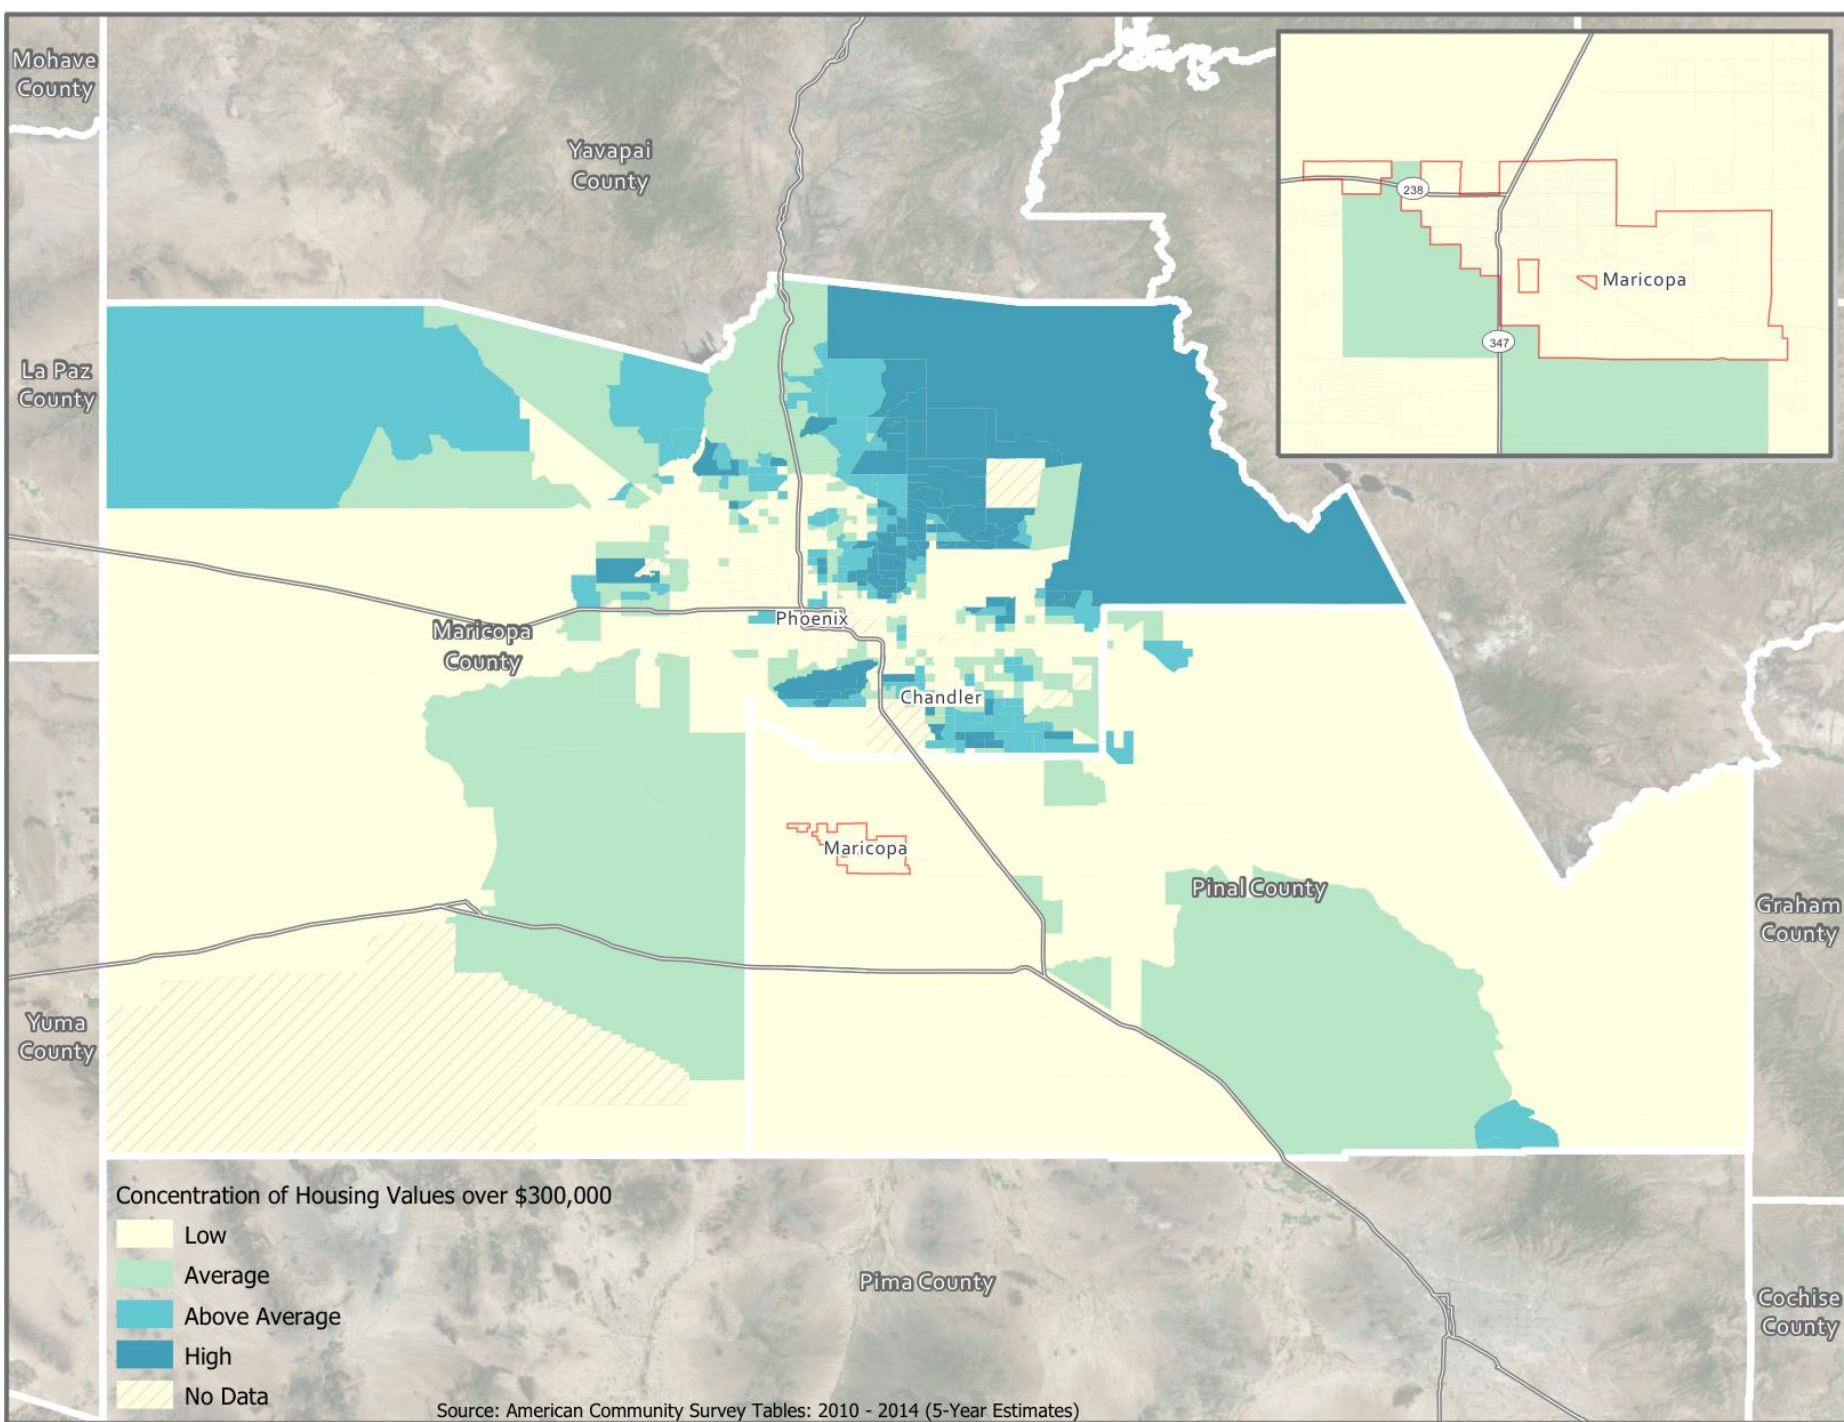 Mohave
County
Yavapai
County
238
Maricopa
347
La Paz
County
Phoenix
Maricopa
County
Chandler
Maricopa
Pinal County
Graham
County
Yuma
County
Concentration of Housing Values over $300,000
Low
Average
Above Average
High
No Data
Pima County
Cochise
County
Source: American Community Survey Tables: 2010 - 2014 (5-Year Estimates)